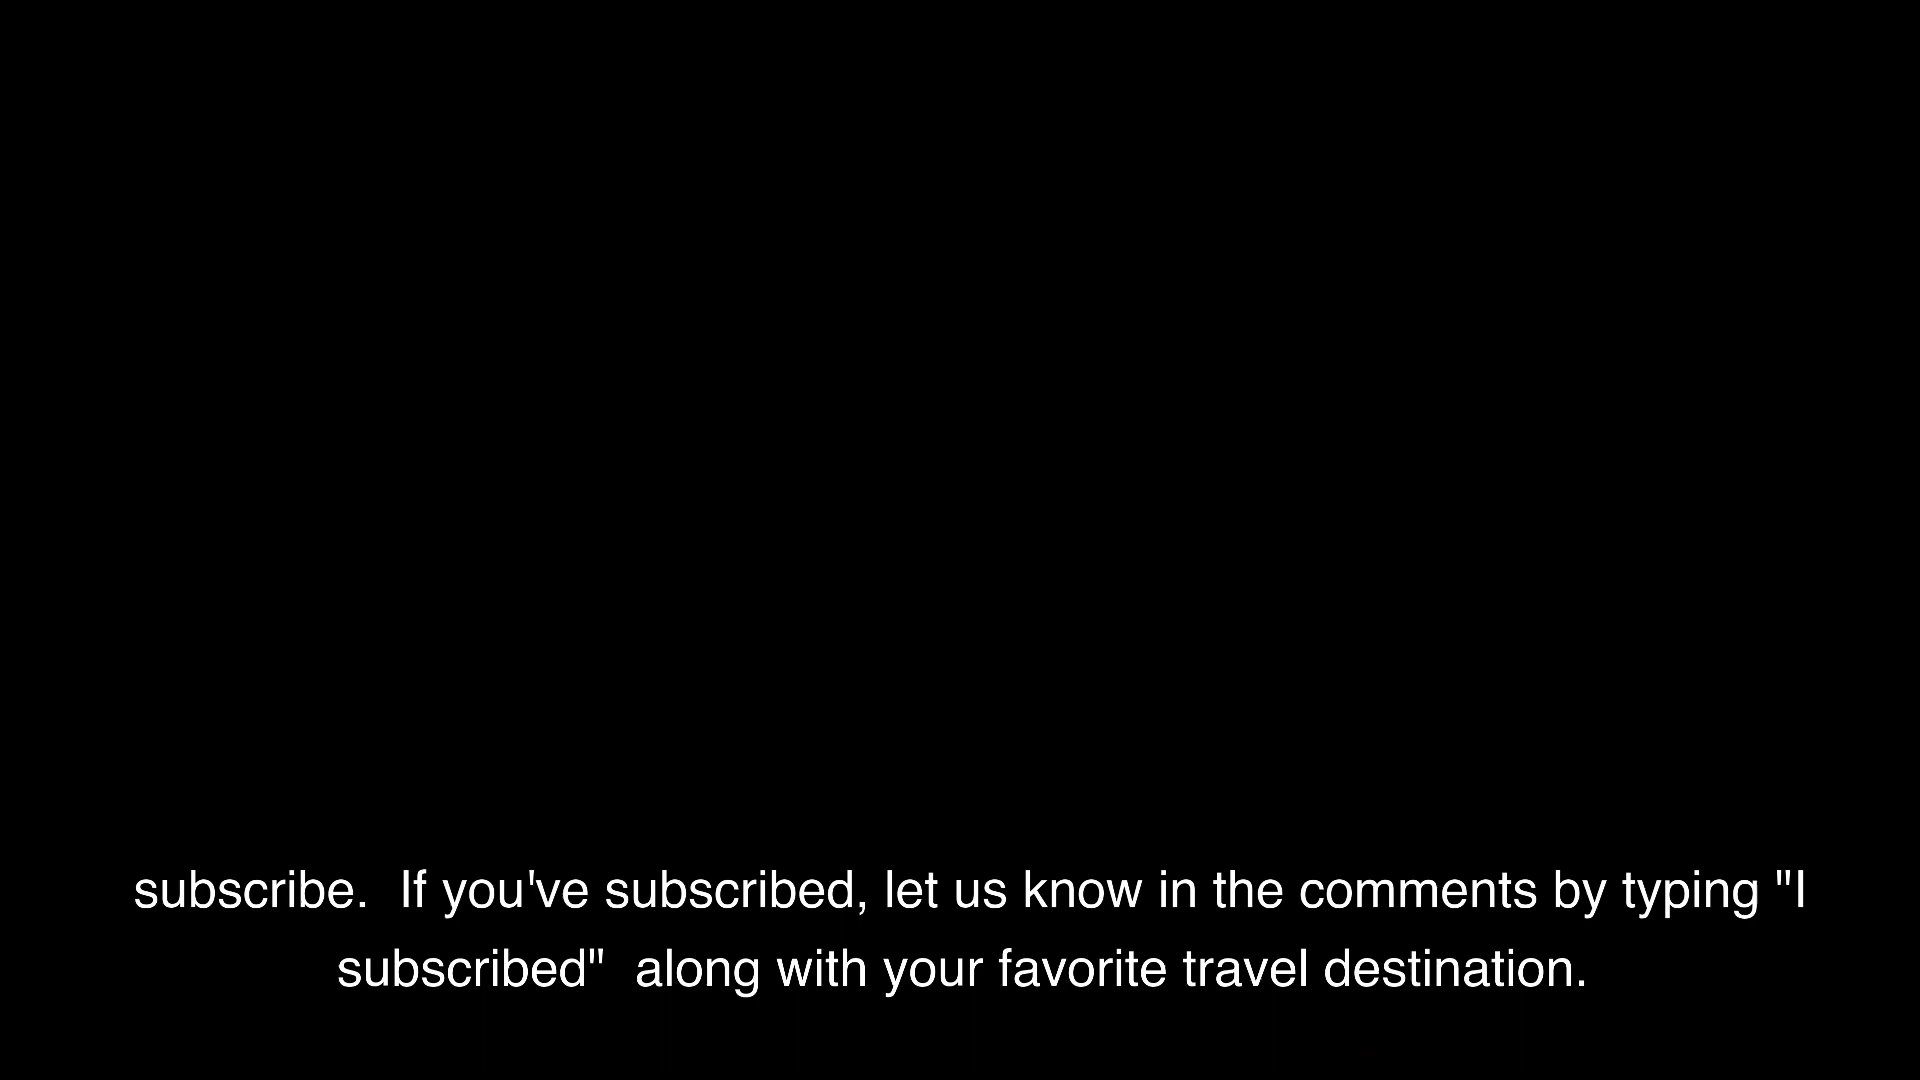 subscribe.  If you've subscribed, let us know in the comments by typing "I
subscribed"  along with your favorite travel destination.